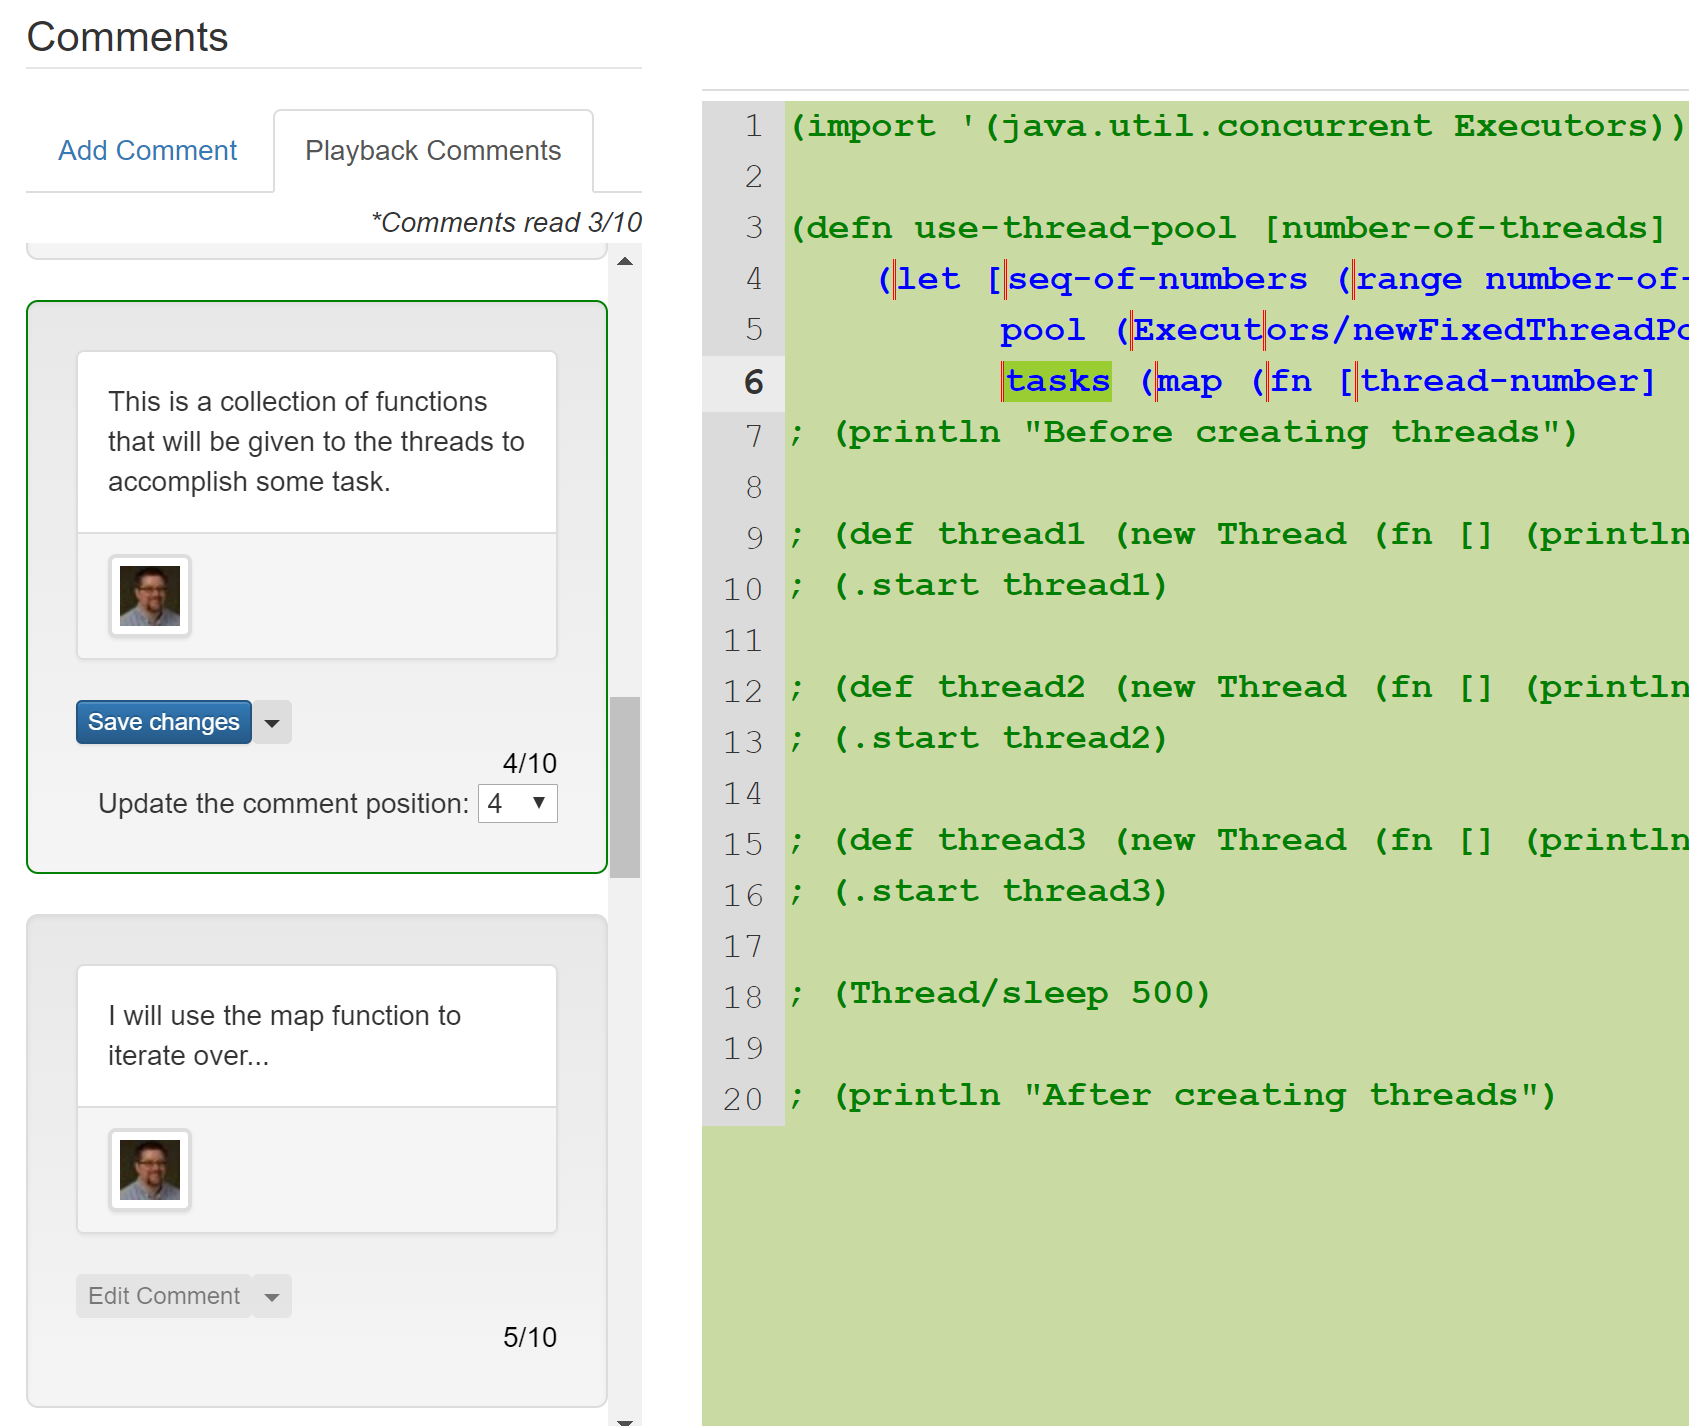 Comments
Add Comment
Playback Comments
*Comments read 3/10
This is a collection of functions
that will be given to the threads to
accomplish some task.
Save changes
4/10
Update the comment position: 4
I will use the map function to
iterate over...
Edit Comment
5/10
1 (import '(java.util.concurrent Executors))
2
3 (defn use-thread-pool [number-of-threads]
4 (let [seq-of-numbers (range number-of-
5 pool (Executors/newFixedThreadPo
6 tasks (map (fn [thread-number]
7 ; (println "Before creating threads")
8
9 ; (def thread1 (new Thread (fn [] (println
10 ; (.start thread1)
11
12 ; (def thread2 (new Thread (fn [] (println
13 ; (.start thread2)
14
15 ; (def thread3 (new Thread (fn [] (println
16 ; (.start thread3)
17
18 ; (Thread/sleep 500)
19
20 ; (println "After creating threads")